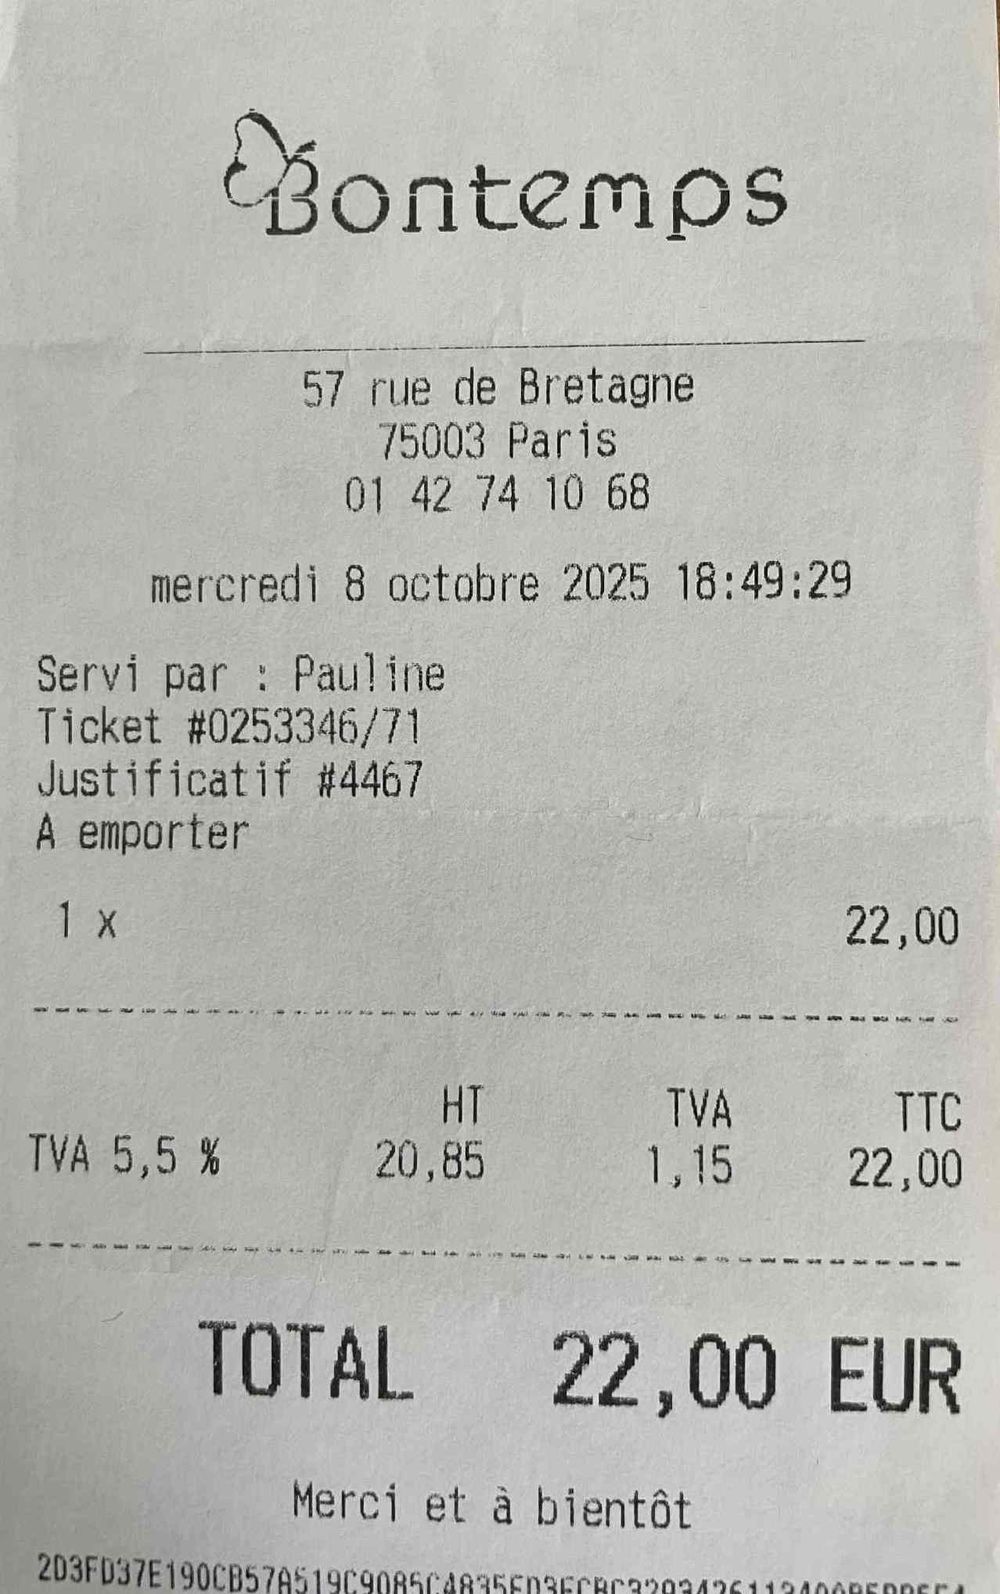 Bontemps
57 rue de Bretagne
75003 Paris
01 42 74 10 68
mercredi 8 octobre 2025 18:49:29
Servi par : Pauline
Ticket #0253346/71
Justificatif #4467
A emporter
1 x 22,00
HT TVA TTC
TVA 5,5 % 20,85 1,15 22,00
TOTAL 22,00 EUR
Merci et à bientôt